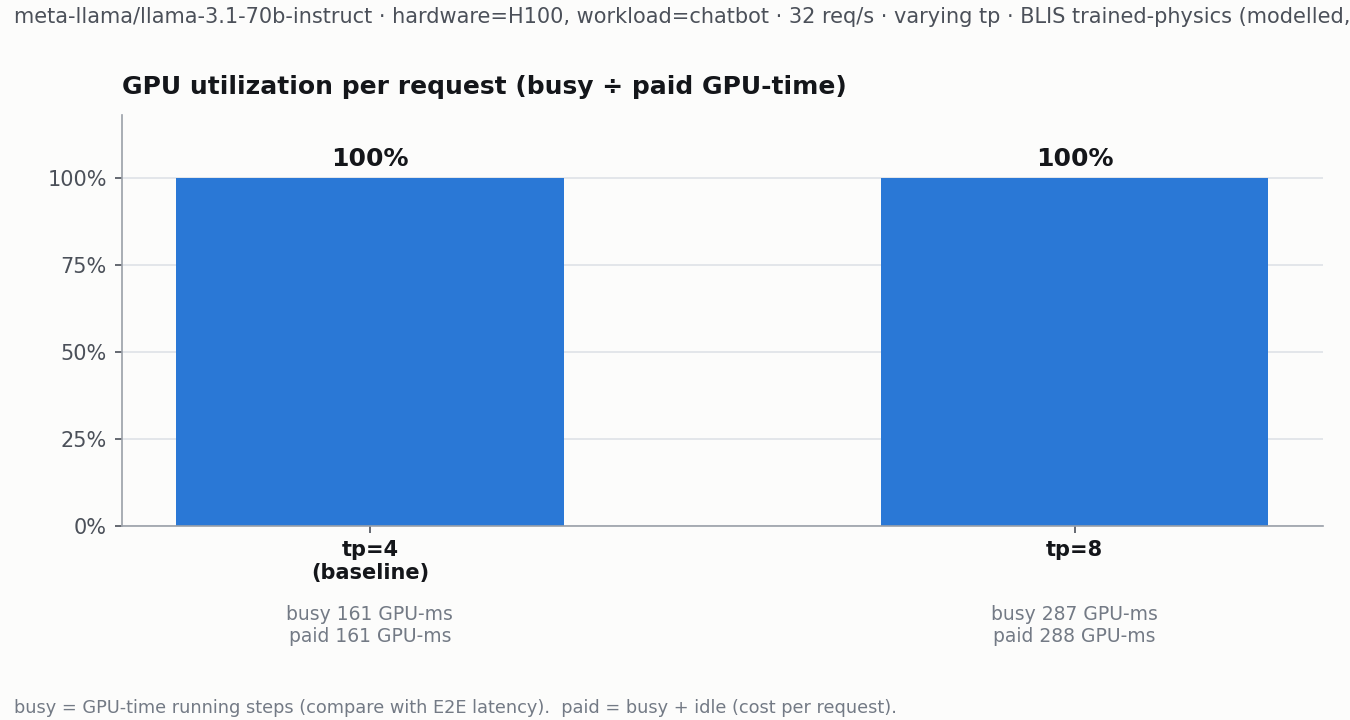 meta-llama/llama-3.1-70b-instruct · hardware=H100, workload=chatbot · 32 req/s · varying tp · BLIS trained-physics (modelled,
GPU utilization per request (busy ÷ paid GPU-time)
100%
100%
100%
75%
50%
25%
0%
tp=4
(baseline)
tp=8
busy 161 GPU-ms
paid 161 GPU-ms
busy 287 GPU-ms
paid 288 GPU-ms
busy = GPU-time running steps (compare with E2E latency).  paid = busy + idle (cost per request).